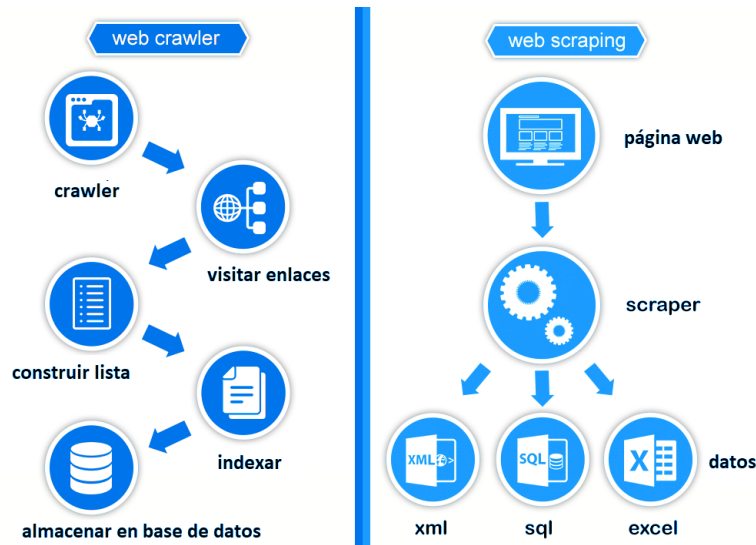 web crawler
crawler
visitar enlaces
construir lista
indexar
almacenar en base de datos
web scraping
página web
scraper
XML
SQL
X
datos
xml
sql
excel